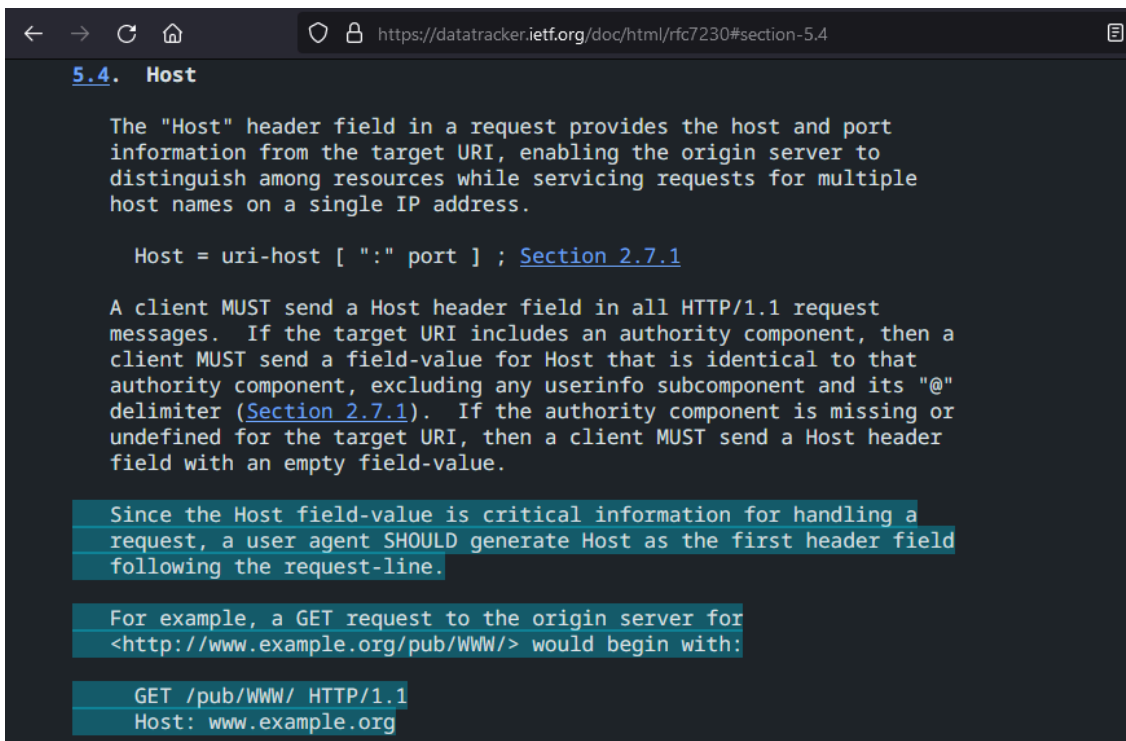 https://datatracker.ietf.org/doc/html/rfc7230#section-5.4
5.4. Host
The "Host" header field in a request provides the host and port
information from the target URI, enabling the origin server to
distinguish among resources while servicing requests for multiple
host names on a single IP address.
Host = uri-host [ ":" port ] ; Section 2.7.1
A client MUST send a Host header field in all HTTP/1.1 request
messages.  If the target URI includes an authority component, then a
client MUST send a field-value for Host that is identical to that
authority component, excluding any userinfo subcomponent and its "@"
delimiter (Section 2.7.1).  If the authority component is missing or
undefined for the target URI, then a client MUST send a Host header
field with an empty field-value.
Since the Host field-value is critical information for handling a
request, a user agent SHOULD generate Host as the first header field
following the request-line.
For example, a GET request to the origin server for
<http://www.example.org/pub/WWW/> would begin with:
GET /pub/WWW/ HTTP/1.1
Host: www.example.org